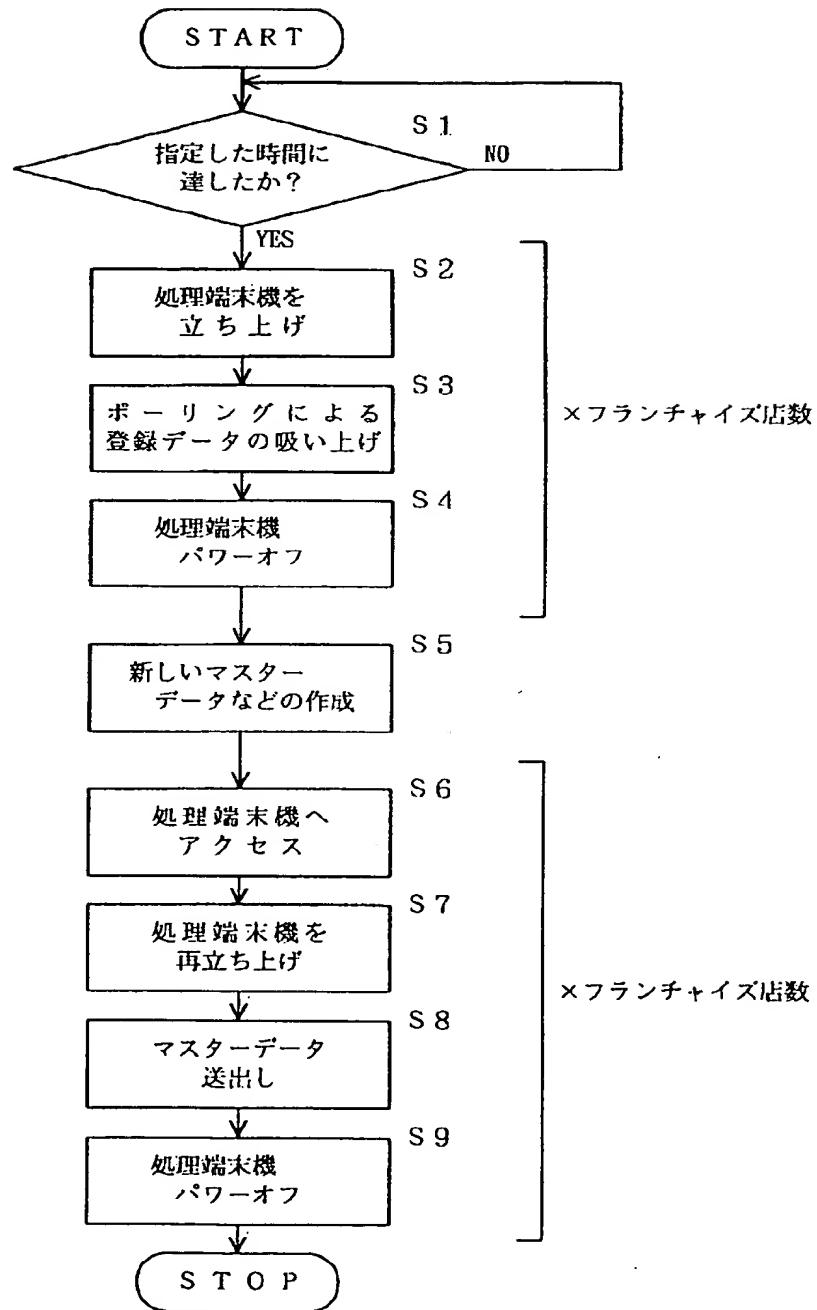 START
S1
指定した時間に
達したか？
NO
YES
S2
処理端末機を
立ち上げ
S3
ポーリングによる
登録データの吸い上げ
S4
処理端末機
パワーオフ
×フランチャイズ店数
S5
新しいマスター
データなどの作成
S6
処理端末機へ
アクセス
S7
処理端末機を
再立ち上げ
S8
マスターデータ
送出し
S9
処理端末機
パワーオフ
×フランチャイズ店数
STOP